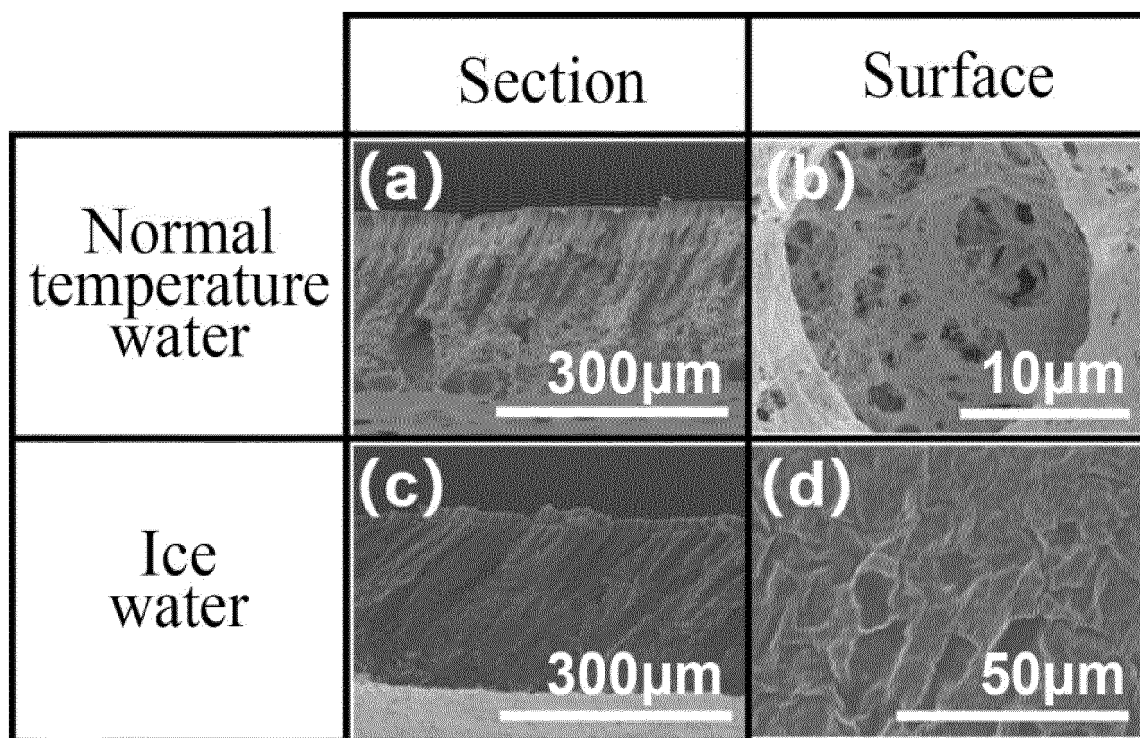 Section
Surface
Normal
temperature
water
(a)
300μm
(b)
10μm
Ice
water
(c)
300μm
(d)
50μm